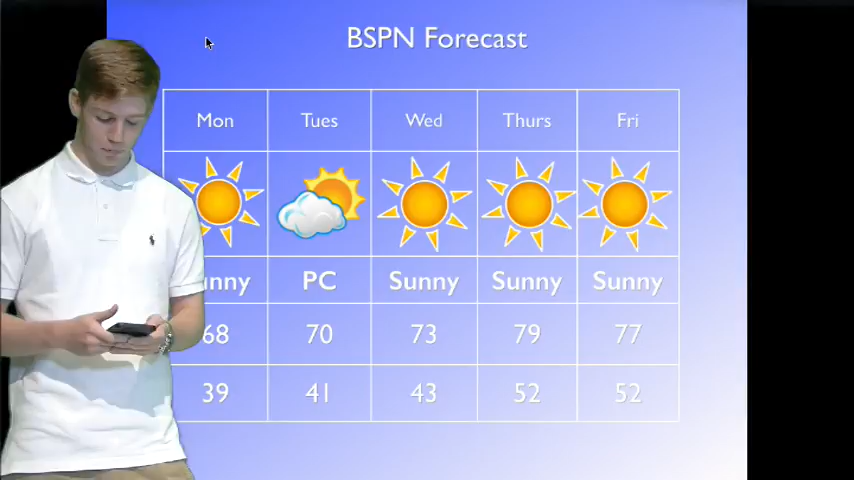 BSPN Forecast
Mon Tues Wed Thurs Fri
nny PC Sunny Sunny Sunny
68 70 73 79 77
39 41 43 52 52